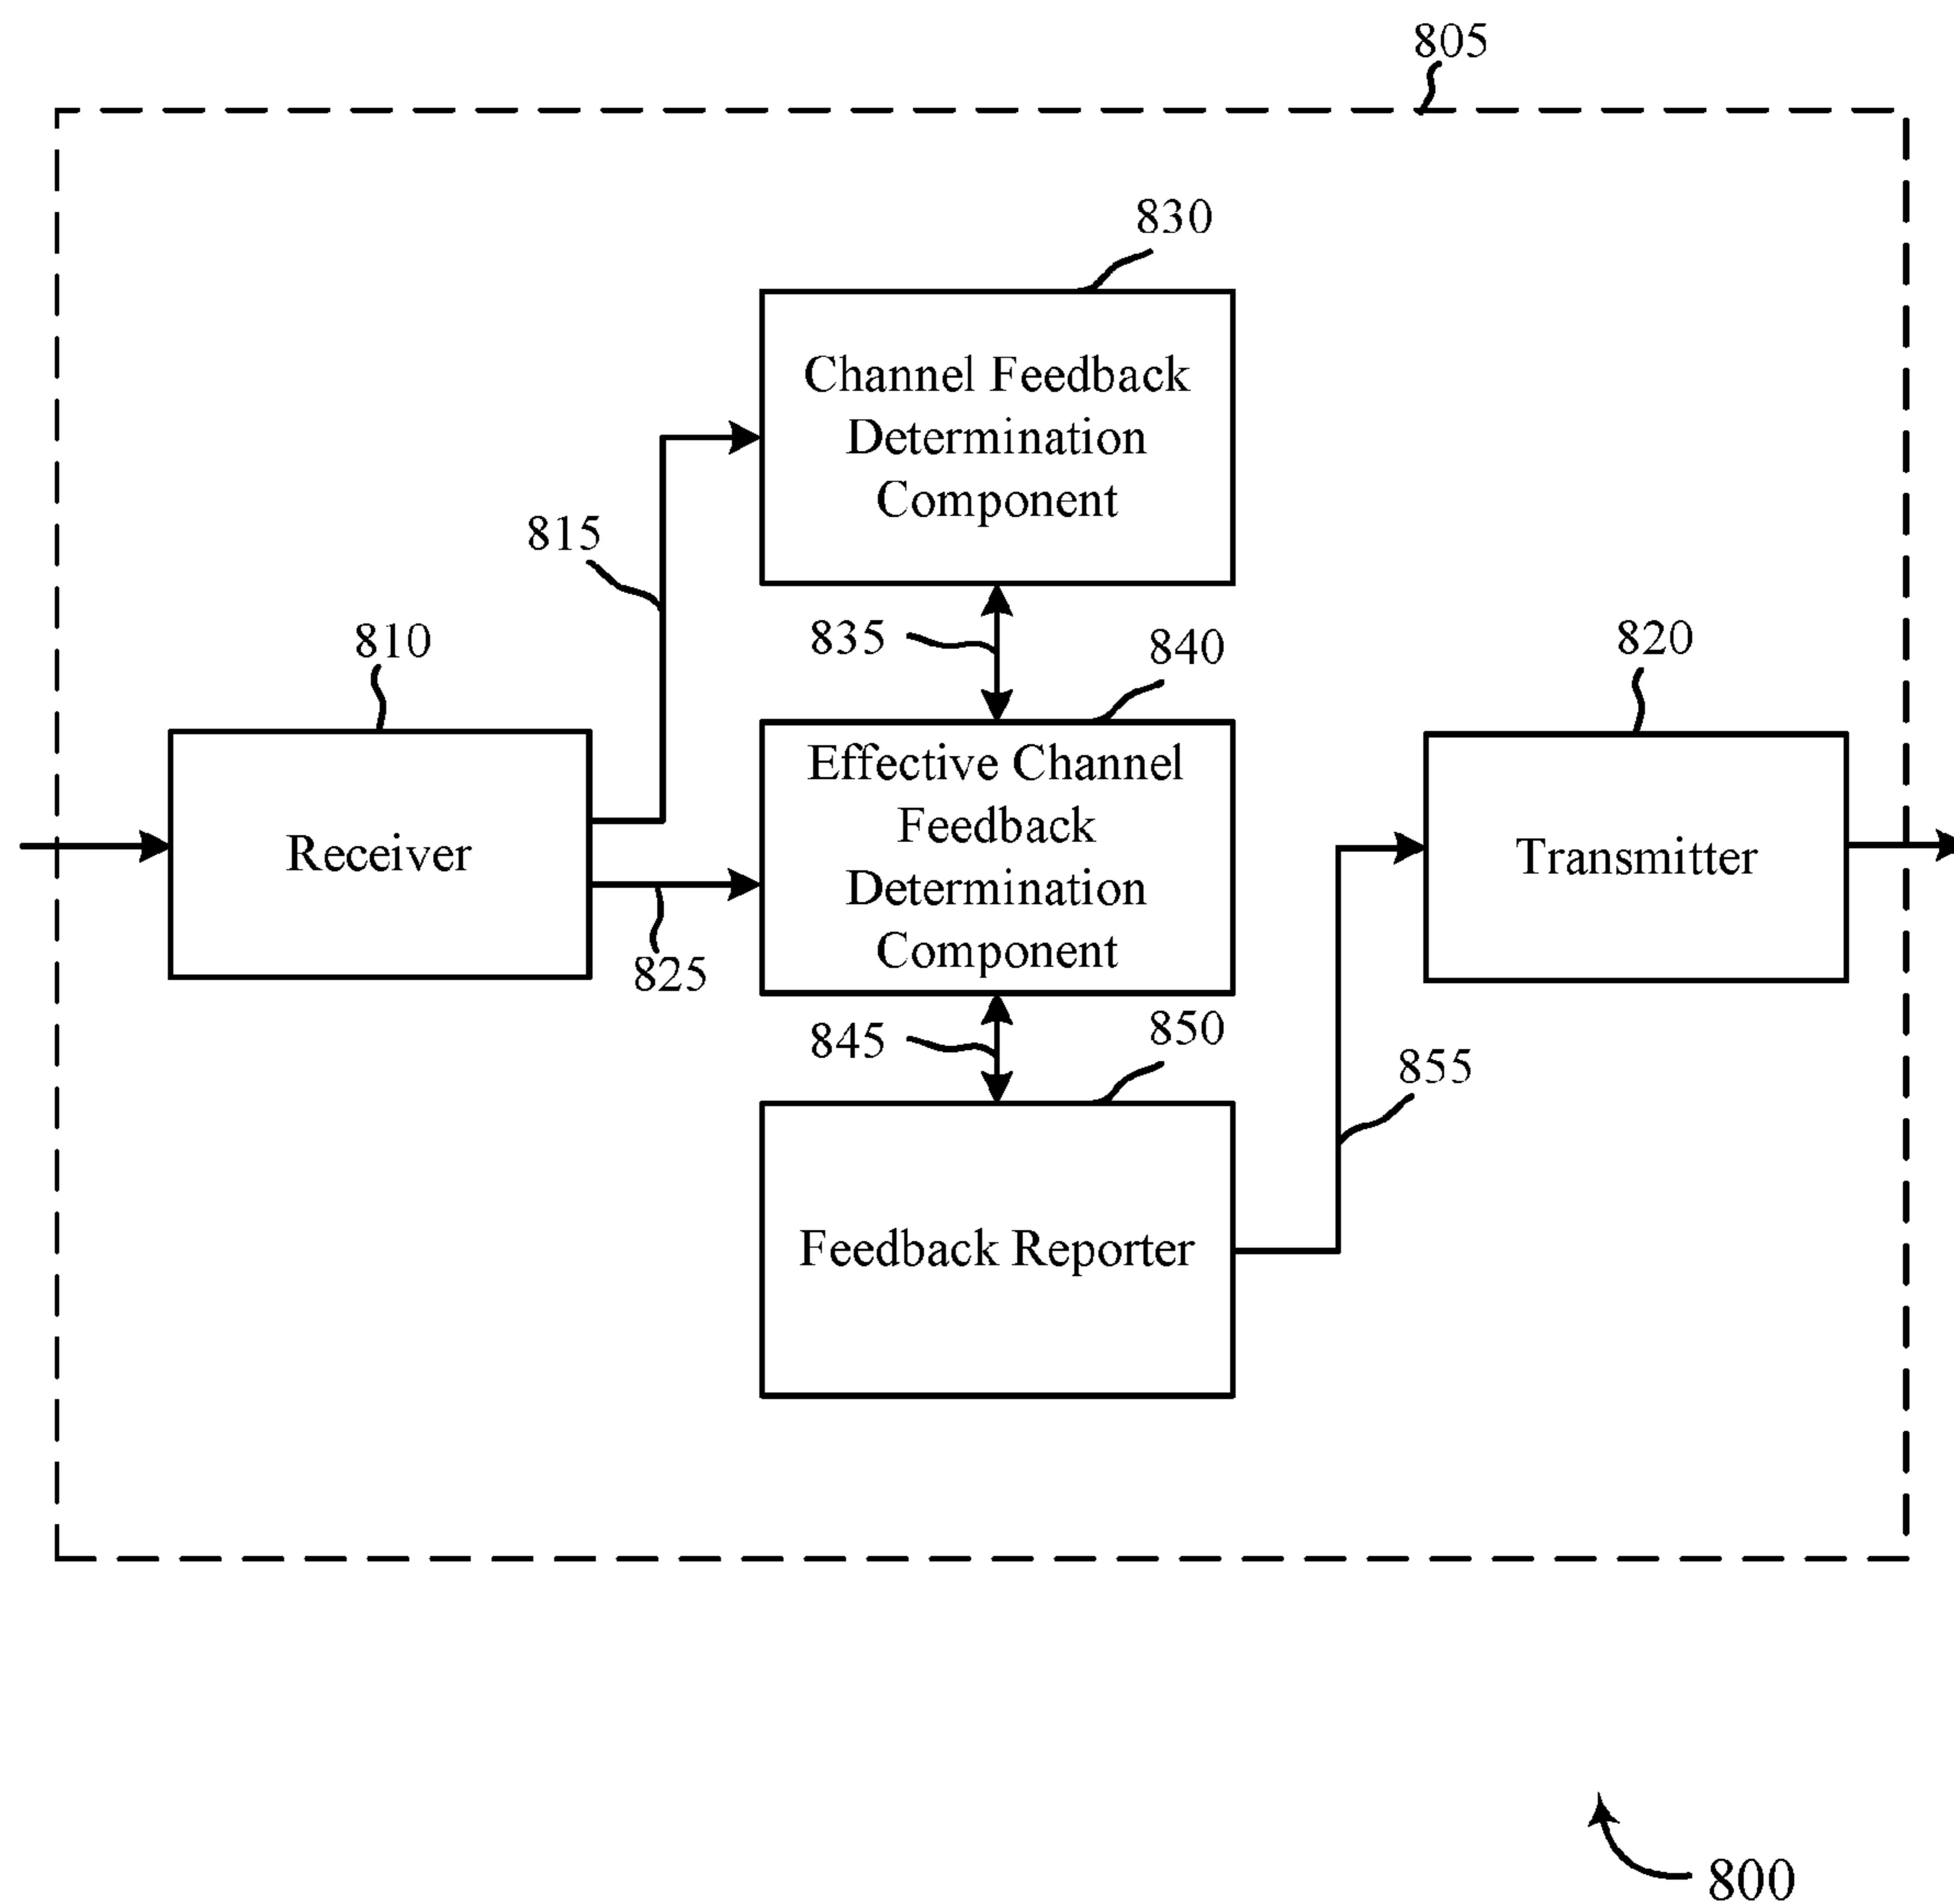 805
830
Channel Feedback
Determination
Component
815
810
835
840
820
Receiver
Effective Channel
Feedback
Determination
Component
Transmitter
825
845
850
855
Feedback Reporter
800